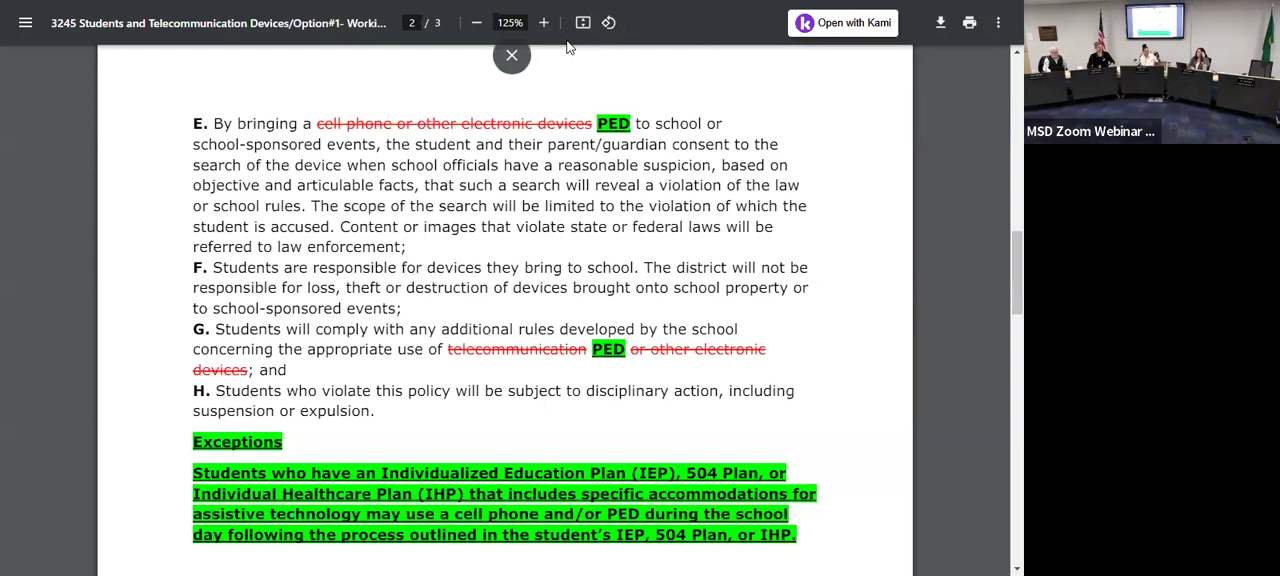 3245 Students and Telecommunication Devices/Option#1- Worki...
2 / 3
125%
Open with Kami
E. By bringing a cell phone or other electronic devices PED to school or
school-sponsored events, the student and their parent/guardian consent to the
search of the device when school officials have a reasonable suspicion, based on
objective and articulable facts, that such a search will reveal a violation of the law
or school rules. The scope of the search will be limited to the violation of which the
student is accused. Content or images that violate state or federal laws will be
referred to law enforcement;
F. Students are responsible for devices they bring to school. The district will not be
responsible for loss, theft or destruction of devices brought onto school property or
to school-sponsored events;
G. Students will comply with any additional rules developed by the school
concerning the appropriate use of telecommunication PED or other electronic
devices; and
H. Students who violate this policy will be subject to disciplinary action, including
suspension or expulsion.
Exceptions
Students who have an Individualized Education Plan (IEP), 504 Plan, or
Individual Healthcare Plan (IHP) that includes specific accommodations for
assistive technology may use a cell phone and/or PED during the school
day following the process outlined in the student's IEP, 504 Plan, or IHP.
MSD Zoom Webinar ...